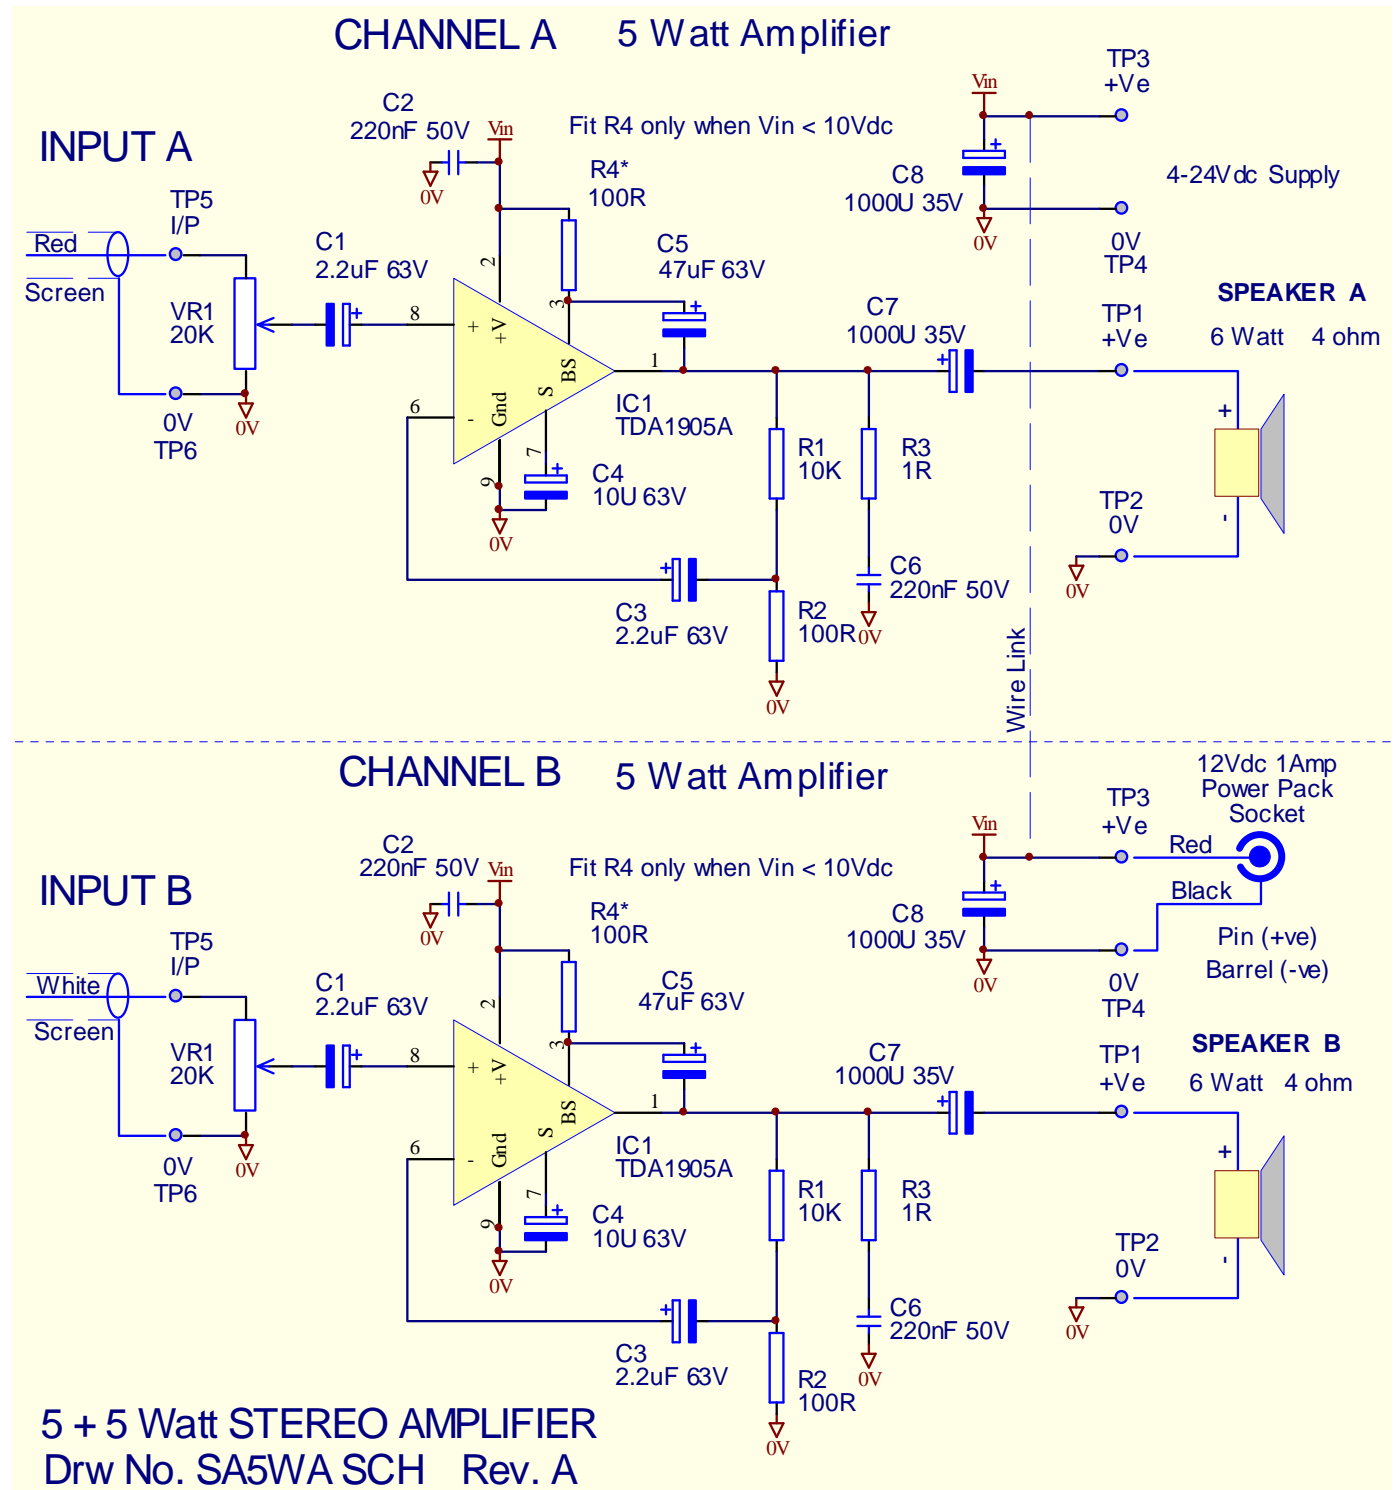 CHANNEL A 5 Watt Amplifier
TP3
+Ve
Vin
C2
220nF 50V
Vin
Fit R4 only when Vin < 10Vdc
INPUT A
0V
R4*
100R
C8
1000U 35V
4-24Vdc Supply
TP5
I/P
Red
Screen
C1
2.2uF 63V
C5
47uF 63V
0V
0V
TP4
VR1
20K
2
3
8
+
+V
BS
S
Gnd
1
C7
1000U 35V
TP1
+Ve
SPEAKER A
6 Watt 4 ohm
0V
TP6
0V
6
-
IC1
TDA1905A
7
9
0V
C4
10U 63V
R1
10K
R3
1R
+
-
TP2
0V
0V
C3
2.2uF 63V
R2
100R
C6
220nF 50V
0V
0V
Wire Link
CHANNEL B 5 Watt Amplifier
12Vdc 1Amp
Power Pack
Socket
TP3
+Ve
Red
Black
Vin
C2
220nF 50V
Vin
Fit R4 only when Vin < 10Vdc
INPUT B
0V
R4*
100R
C8
1000U 35V
Pin (+ve)
Barrel (-ve)
TP5
I/P
White
Screen
C1
2.2uF 63V
C5
47uF 63V
0V
0V
TP4
VR1
20K
2
3
8
+
+V
BS
S
Gnd
1
C7
1000U 35V
TP1
+Ve
SPEAKER B
6 Watt 4 ohm
0V
TP6
0V
6
-
IC1
TDA1905A
7
9
0V
C4
10U 63V
R1
10K
R3
1R
+
-
TP2
0V
0V
C3
2.2uF 63V
R2
100R
C6
220nF 50V
0V
0V
5 + 5 Watt STEREO AMPLIFIER
Drw No. SA5WA SCH Rev. A